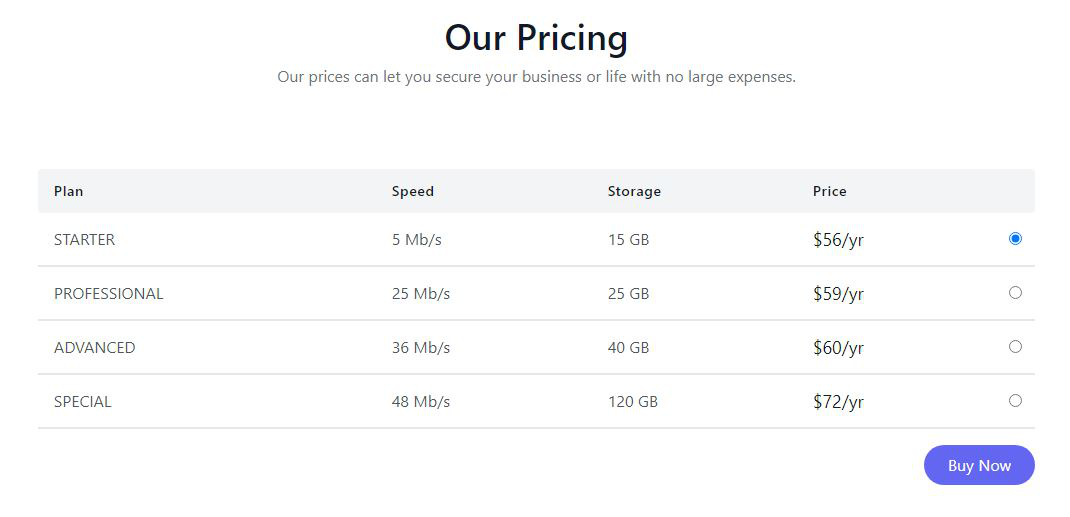 Our Pricing
Our prices can let you secure your business or life with no large expenses.
Plan Speed Storage Price
STARTER 5 Mb/s 15 GB $56/yr
PROFESSIONAL 25 Mb/s 25 GB $59/yr
ADVANCED 36 Mb/s 40 GB $60/yr
SPECIAL 48 Mb/s 120 GB $72/yr
Buy Now